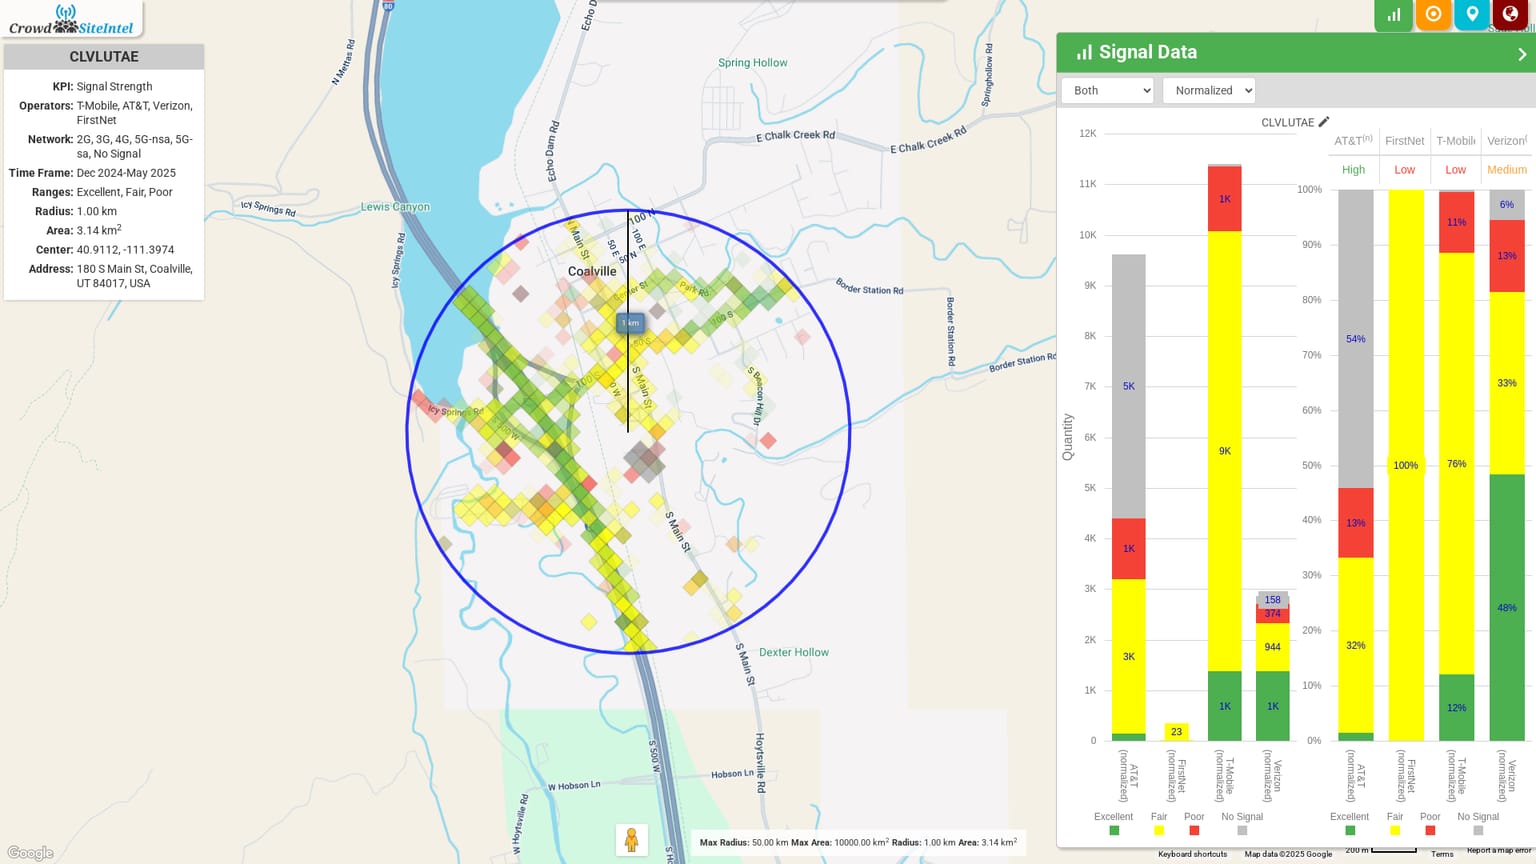 CrowdSiteIntel
CLVLUTAE
KPI: Signal Strength
Operators: T-Mobile, AT&T, Verizon,
FirstNet
Network: 2G, 3G, 4G, 5G-nsa, 5G-
sa, No Signal
Time Frame: Dec 2024-May 2025
Ranges: Excellent, Fair, Poor
Radius: 1.00 km
Area: 3.14 km²
Center: 40.9112, -111.3974
Address: 180 S Main St, Coalville,
UT 84017, USA
80
Echo D
N Mettas Rd
Echo Dam Rd
Spring Hollow
Springhollow Rd
E Chalk Creek Rd
E Chalk Creek Rd
Lewis Canyon
Icy Springs Rd
Icy Springs Rd
100 N
N Main St
100 E
50 E
50 N
Coalville
Center St
Park Rd
Border Station Rd
Border Station Rd
Border Station Rd
1 km
100 S
S Main St
100 S
S Beacon Hill Dr
Icy Springs Rd
S 300 W
S Main St
S Main St
Dexter Hollow
S 500 W
Hoytsville Rd
W Hobson Ln
Hobson Ln
W Hoytsville Rd
Google
Max Radius: 50.00 km Max Area: 10000.00 km² Radius: 1.00 km Area: 3.14 km²
Signal Data
Both
Normalized
CLVLUTAE
Quantity
12K
11K
10K
9K
8K
7K
6K
5K
4K
3K
2K
1K
0
5K
1K
3K
23
1K
9K
1K
158
374
944
1K
AT&T (normalized)
FirstNet (normalized)
T-Mobile (normalized)
Verizon (normalized)
Excellent
Fair
Poor
No Signal
AT&T(n)
FirstNet
T-Mobile
Verizon(
High
Low
Low
Medium
100%
90%
80%
70%
60%
50%
40%
30%
20%
10%
0%
54%
13%
32%
100%
11%
76%
12%
6%
13%
33%
48%
AT&T (normalized)
FirstNet (normalized)
T-Mobile (normalized)
Verizon (normalized)
Excellent
Fair
Poor
No Signal
Keyboard shortcuts
Map data ©2025 Google
200 m
Terms
Report a map error